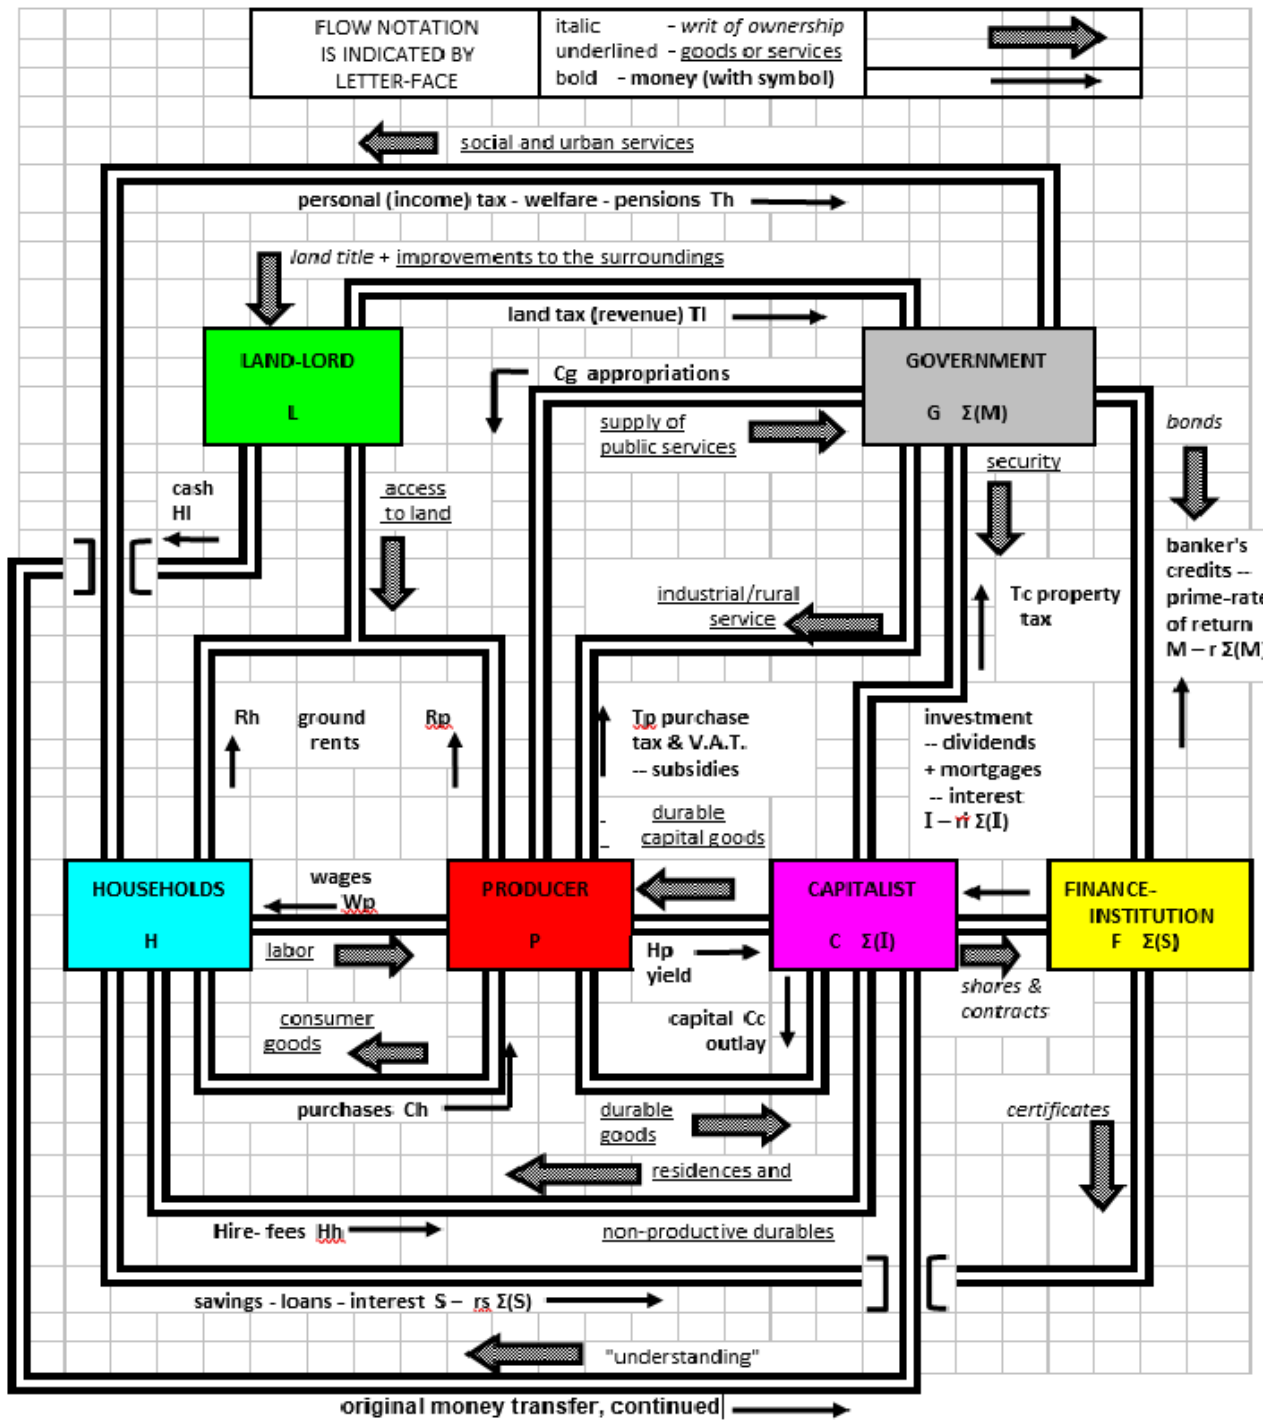 FLOW NOTATION
IS INDICATED BY
LETTER-FACE
italic - writ of ownership
underlined - goods or services
bold - money (with symbol)
social and urban services
personal (income) tax - welfare - pensions Th
land title + improvements to the surroundings
land tax (revenue) Tl
LAND-LORD
L
GOVERNMENT
G Σ(M)
Cg appropriations
supply of
public services
bonds
security
cash
Hl
access
to land
banker's
credits --
prime-rate
of return
M – r Σ(M)
industrial/rural
service
Tc property
tax
Rh ground Rp
rents
Tp purchase
tax & V.A.T.
-- subsidies
investment
-- dividends
+ mortgages
-- interest
I – ri Σ(I)
- durable
- capital goods
HOUSEHOLDS
H
wages
Wp
labor
PRODUCER
P
Hp
yield
CAPITALIST
C Σ(I)
FINANCE-
INSTITUTION
F Σ(S)
shares &
contracts
consumer
goods
capital Cc
outlay
purchases Ch
durable
goods
certificates
residences and
Hire- fees Hh
non-productive durables
savings - loans - interest S – rs Σ(S)
"understanding"
original money transfer, continued